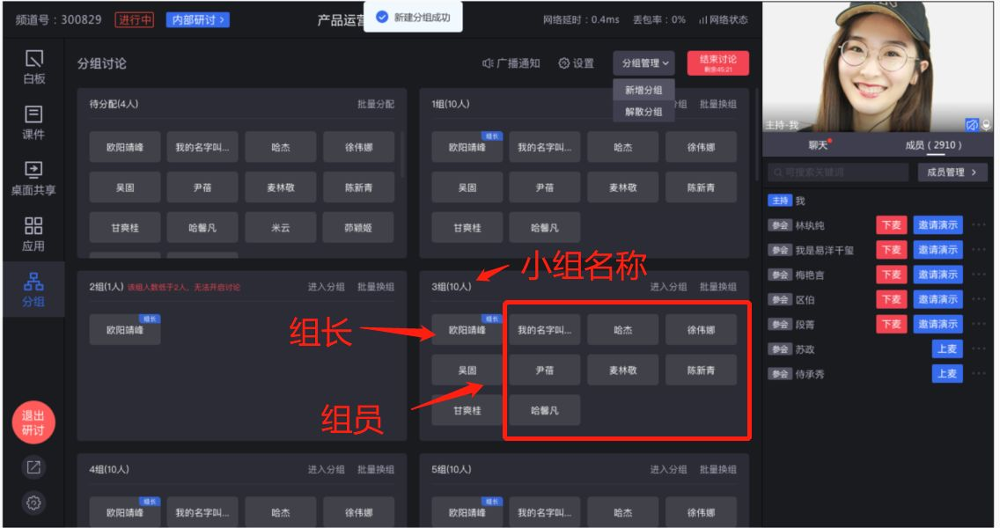 频道号：300829 进行中 内部研讨 > 产品运营 新建分组成功 网络延时：0.4ms 丢包率：0% 网络状态
白板
课件
桌面共享
应用
分组
退出
研讨
分组讨论 广播通知 设置 分组管理 结束讨论
剩余45:21
新增分组
解散分组
待分配(4人) 批量分配
欧阳靖峰 我的名字叫... 哈杰 徐伟娜
吴固 尹蓓 麦林敬 陈新青
甘爽桂 哈馨凡 米云 茆颖姬
1组(10人) 分组 批量换组
组长
欧阳靖峰 我的名字叫... 哈杰 徐伟娜
吴固 尹蓓 麦林敬 陈新青
甘爽桂 哈馨凡
小组名称
2组(1人) 该组人数低于2人，无法开启讨论 进入分组 批量换组
组长
欧阳靖峰
3组(10人) 进入分组 批量换组
组长
组长
欧阳靖峰 我的名字叫... 哈杰 徐伟娜
吴固 尹蓓 麦林敬 陈新青
组员
甘爽桂 哈馨凡
4组(10人) 进入分组 批量换组
组长
欧阳靖峰 我的名字叫... 哈杰 徐伟娜
5组(10人) 进入分组 批量换组
组长
欧阳靖峰 我的名字叫... 哈杰 徐伟娜
主持-我
聊天 成员（2910）
可搜索关键词 成员管理 >
主持 我
参会 林纨纯 下麦 邀请演示 ···
参会 我是易洋千玺 下麦 邀请演示 ···
参会 梅艳言 下麦 邀请演示 ···
参会 区伯 下麦 邀请演示 ···
参会 段菁 下麦 邀请演示 ···
参会 苏政 上麦 ···
参会 侍承秀 上麦 ···